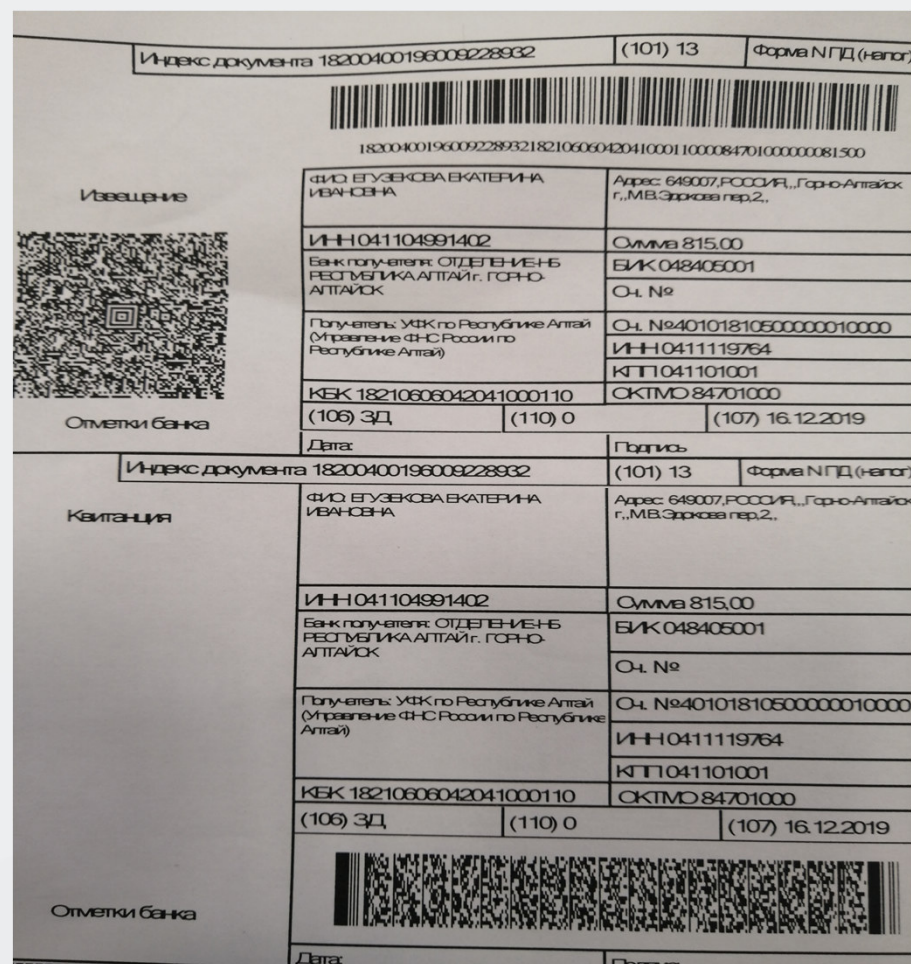 Индекс документа 18200400196009228932
(101) 13
Форма N ПД (налог)
18200400196009228932182106060420410001100008470100000000081500
Извещение
ФИО: ЕГУЗЕКОВА ЕКАТЕРИНА
ИВАНОВНА
Адрес: 649007,РОССИЯ,,,Горно-Алтайск
г,,М.В.Эдокова пер,2,,
ИНН 041104991402
Сумма 815.00
Банк получателя: ОТДЕЛЕНИЕ-НБ
РЕСПУБЛИКА АЛТАЙ г. ГОРНО-
АЛТАЙСК
БИК 048405001
Сч. №
Получатель: УФК по Республике Алтай
(Управление ФНС России по
Республике Алтай)
Сч. №40101810500000010000
ИНН 0411119764
КПП 041101001
КБК 18210606042041000110
ОКТМО 84701000
Отметки банка
(106) ЗД
(110) 0
(107) 16.12.2019
Дата:
Подпись
Индекс документа 18200400196009228932
(101) 13
Форма N ПД (налог)
Квитанция
ФИО: ЕГУЗЕКОВА ЕКАТЕРИНА
ИВАНОВНА
Адрес: 649007,РОССИЯ,,,Горно-Алтайск
г,,М.В.Эдокова пер,2,,
ИНН 041104991402
Сумма 815,00
Банк получателя: ОТДЕЛЕНИЕ-НБ
РЕСПУБЛИКА АЛТАЙ г. ГОРНО-
АЛТАЙСК
БИК 048405001
Сч. №
Получатель: УФК по Республике Алтай
(Управление ФНС России по Республике
Алтай)
Сч. №40101810500000010000
ИНН 0411119764
КПП 041101001
КБК 18210606042041000110
ОКТМО 84701000
(106) ЗД
(110) 0
(107) 16.12.2019
Отметки банка
Дата: